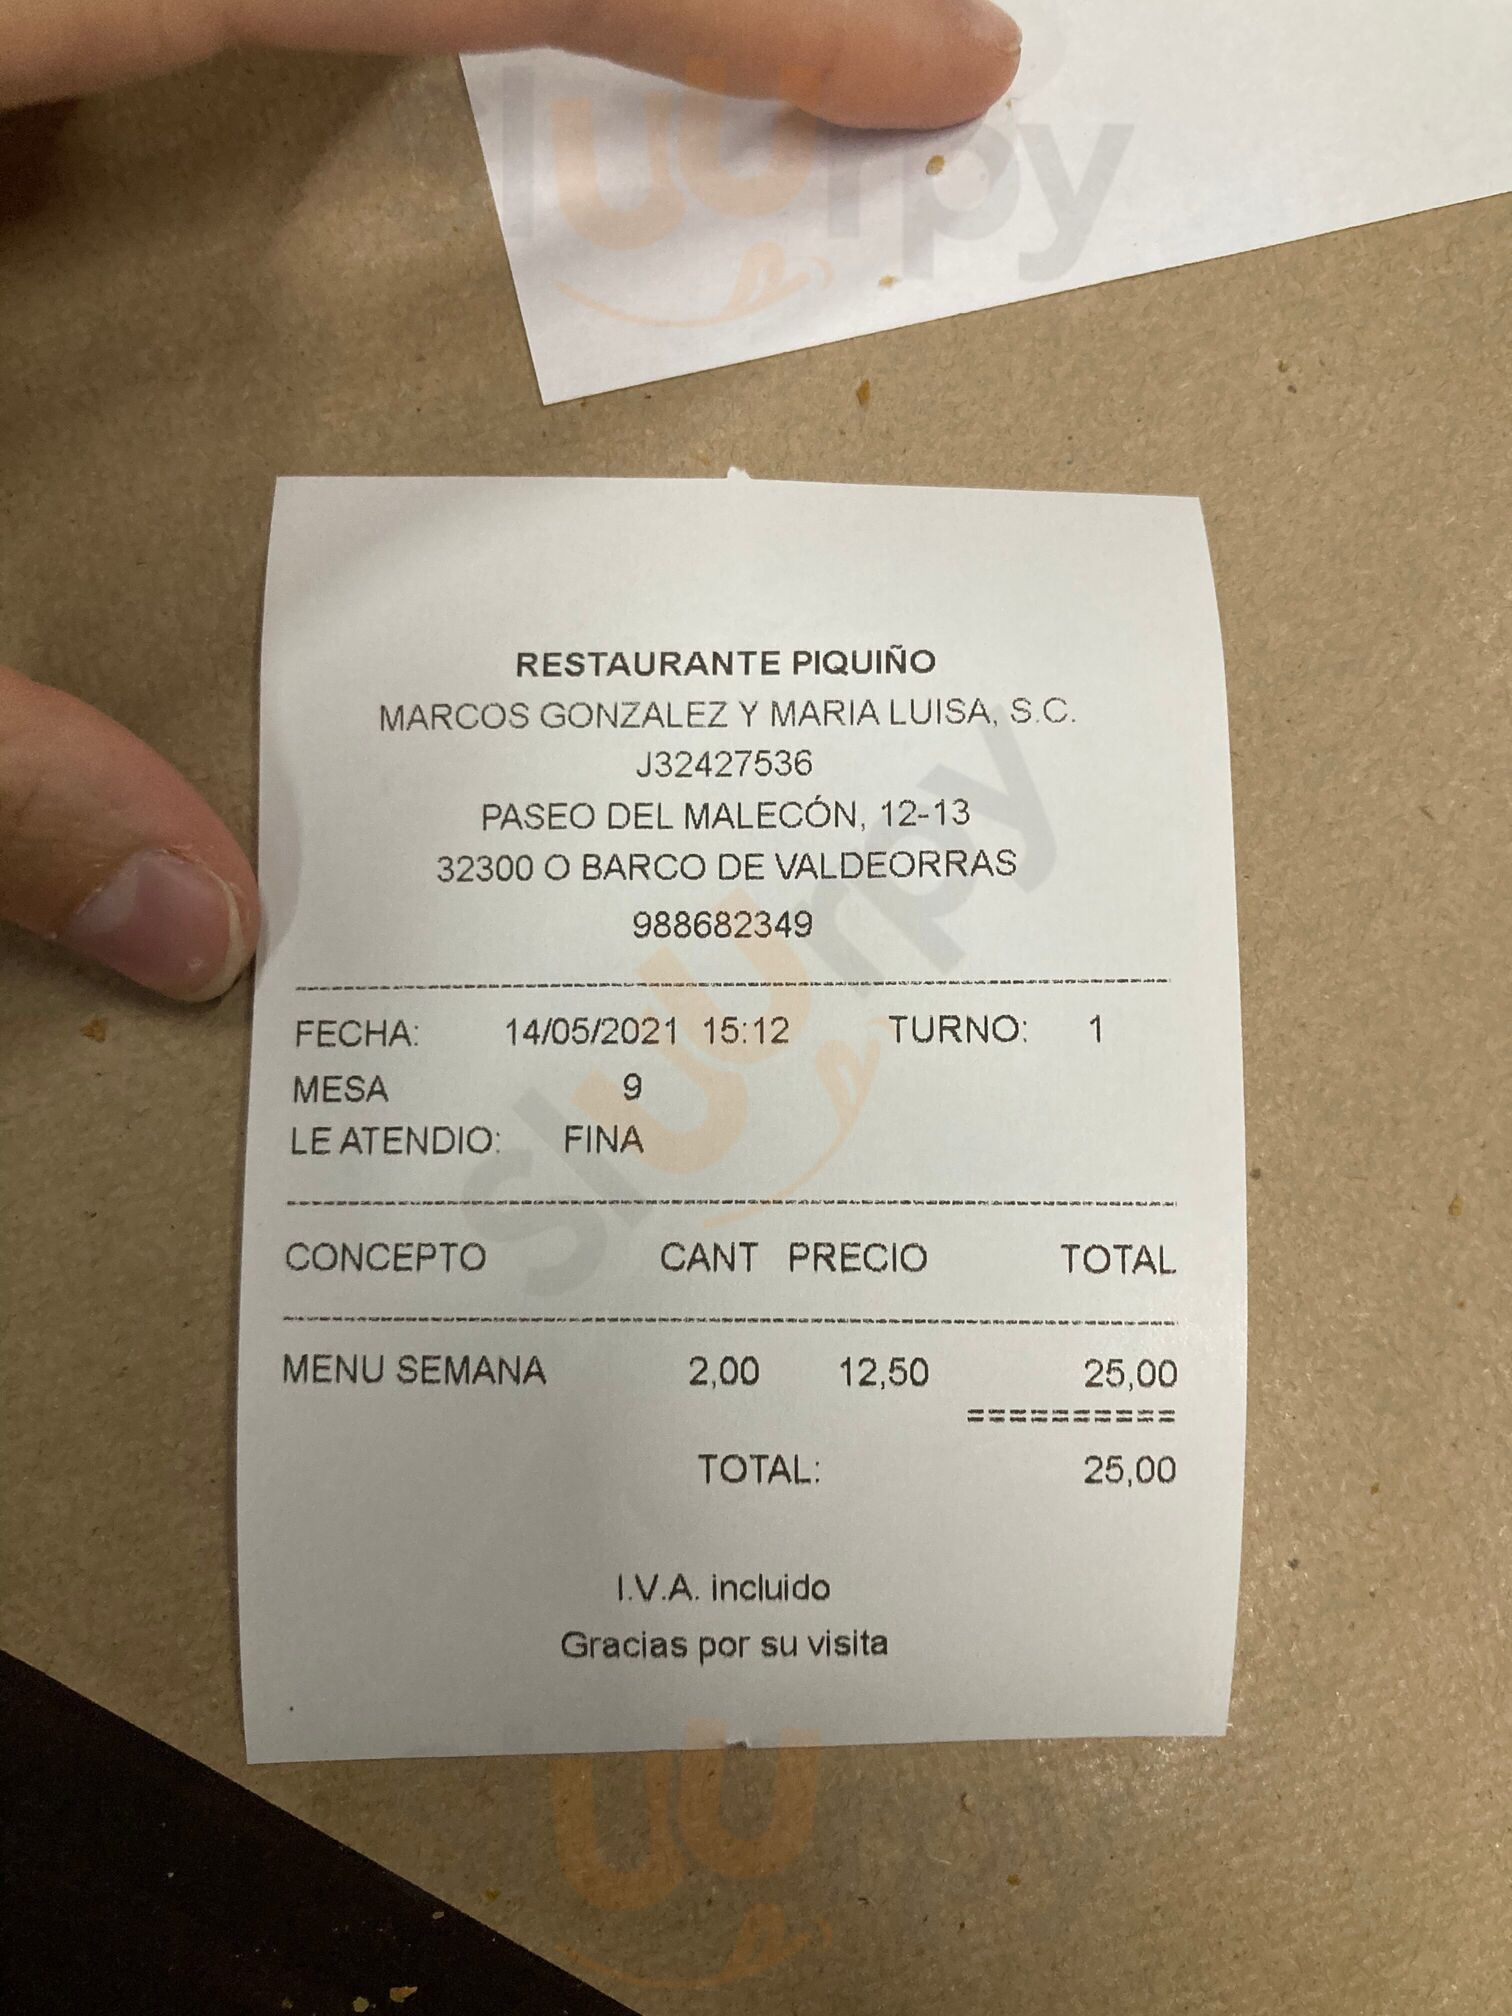 RESTAURANTE PIQUIÑO
MARCOS GONZALEZ Y MARIA LUISA, S.C.
J32427536
PASEO DEL MALECÓN, 12-13
32300 O BARCO DE VALDEORRAS
988682349
FECHA: 14/05/2021 15:12 TURNO: 1
MESA 9
LE ATENDIO: FINA
CONCEPTO CANT PRECIO TOTAL
MENU SEMANA 2,00 12,50 25,00
==========
TOTAL: 25,00
I.V.A. incluido
Gracias por su visita
sluurpy